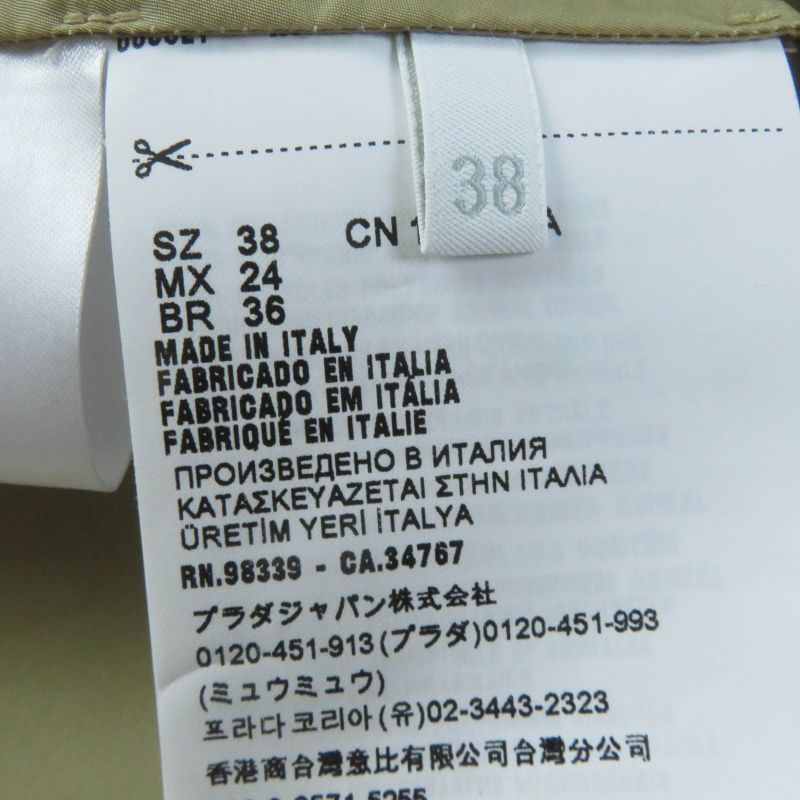 38
SZ 38 CN
MX 24
BR 36
MADE IN ITALY
FABRICADO EN ITALIA
FABRICADO EM ITÁLIA
FABRIQUÉ EN ITALIE
ПРОИЗВЕДЕНО В ИТАЛИЯ
ΚΑΤΑΣΚΕΥΑΖΕΤΑΙ ΣΤΗΝ ΙΤΑΛΙΑ
ÜRETİM YERİ İTALYA
RN.98339 - CA.34767
プラダジャパン株式会社
0120-451-913(プラダ)0120-451-993
(ミュウミュウ)
프라다코리아(유)02-3443-2323
香港商台灣意比有限公司台灣分公司